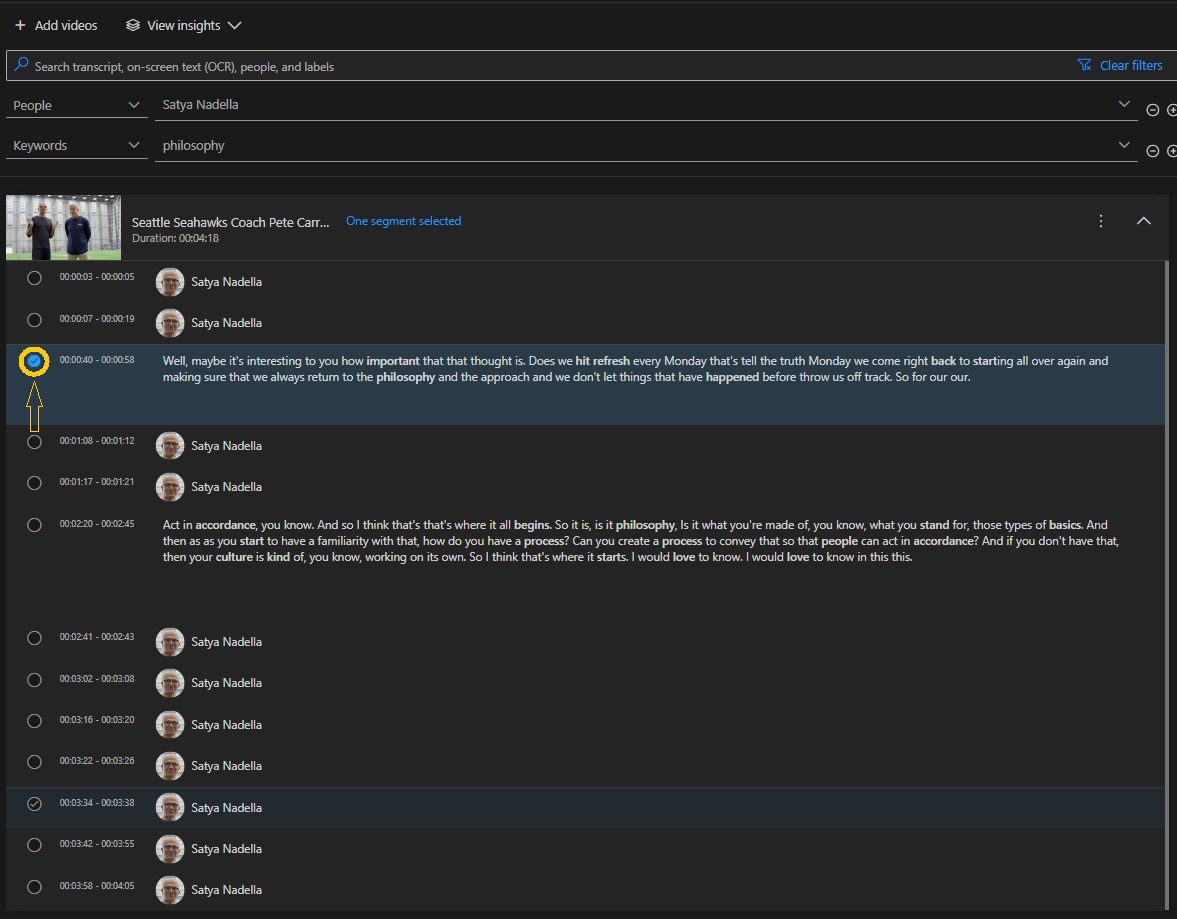 Add videos View insights
Search transcript, on-screen text (OCR), people, and labels Clear filters
People Satya Nadella
Keywords philosophy
Seattle Seahawks Coach Pete Carr... One segment selected
Duration: 00:04:18
00:00:03 - 00:00:05 Satya Nadella
00:00:07 - 00:00:19 Satya Nadella
00:00:40 - 00:00:58 Well, maybe it's interesting to you how important that that thought is. Does we hit refresh every Monday that's tell the truth Monday we come right back to starting all over again and
making sure that we always return to the philosophy and the approach and we don't let things that have happened before throw us off track. So for our our.
00:01:08 - 00:01:12 Satya Nadella
00:01:17 - 00:01:21 Satya Nadella
00:02:20 - 00:02:45 Act in accordance, you know. And so I think that's that's where it all begins. So it is, is it philosophy, Is it what you're made of, you know, what you stand for, those types of basics. And
then as as you start to have a familiarity with that, how do you have a process? Can you create a process to convey that so that people can act in accordance? And if you don't have that,
then your culture is kind of, you know, working on its own. So I think that's where it starts. I would love to know. I would love to know in this this.
00:02:41 - 00:02:43 Satya Nadella
00:03:02 - 00:03:08 Satya Nadella
00:03:16 - 00:03:20 Satya Nadella
00:03:22 - 00:03:26 Satya Nadella
00:03:34 - 00:03:38 Satya Nadella
00:03:42 - 00:03:55 Satya Nadella
00:03:58 - 00:04:05 Satya Nadella